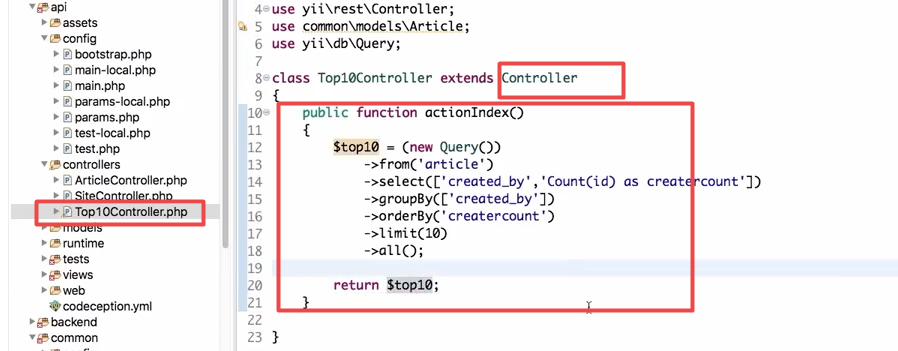 api
assets
config
bootstrap.php
main-local.php
main.php
params-local.php
params.php
test-local.php
test.php
controllers
ArticleController.php
SiteController.php
Top10Controller.php
models
runtime
tests
views
web
codeception.yml
backend
common
4 use yii\rest\Controller;
5 use common\models\Article;
6 use yii\db\Query;
7
8 class Top10Controller extends Controller
9 {
10 public function actionIndex()
11 {
12 $top10 = (new Query())
13 ->from('article')
14 ->select(['created_by','Count(id) as creatercount'])
15 ->groupBy(['created_by'])
16 ->orderBy('creatercount')
17 ->limit(10)
18 ->all();
19
20 return $top10;
21 }
22
23 }